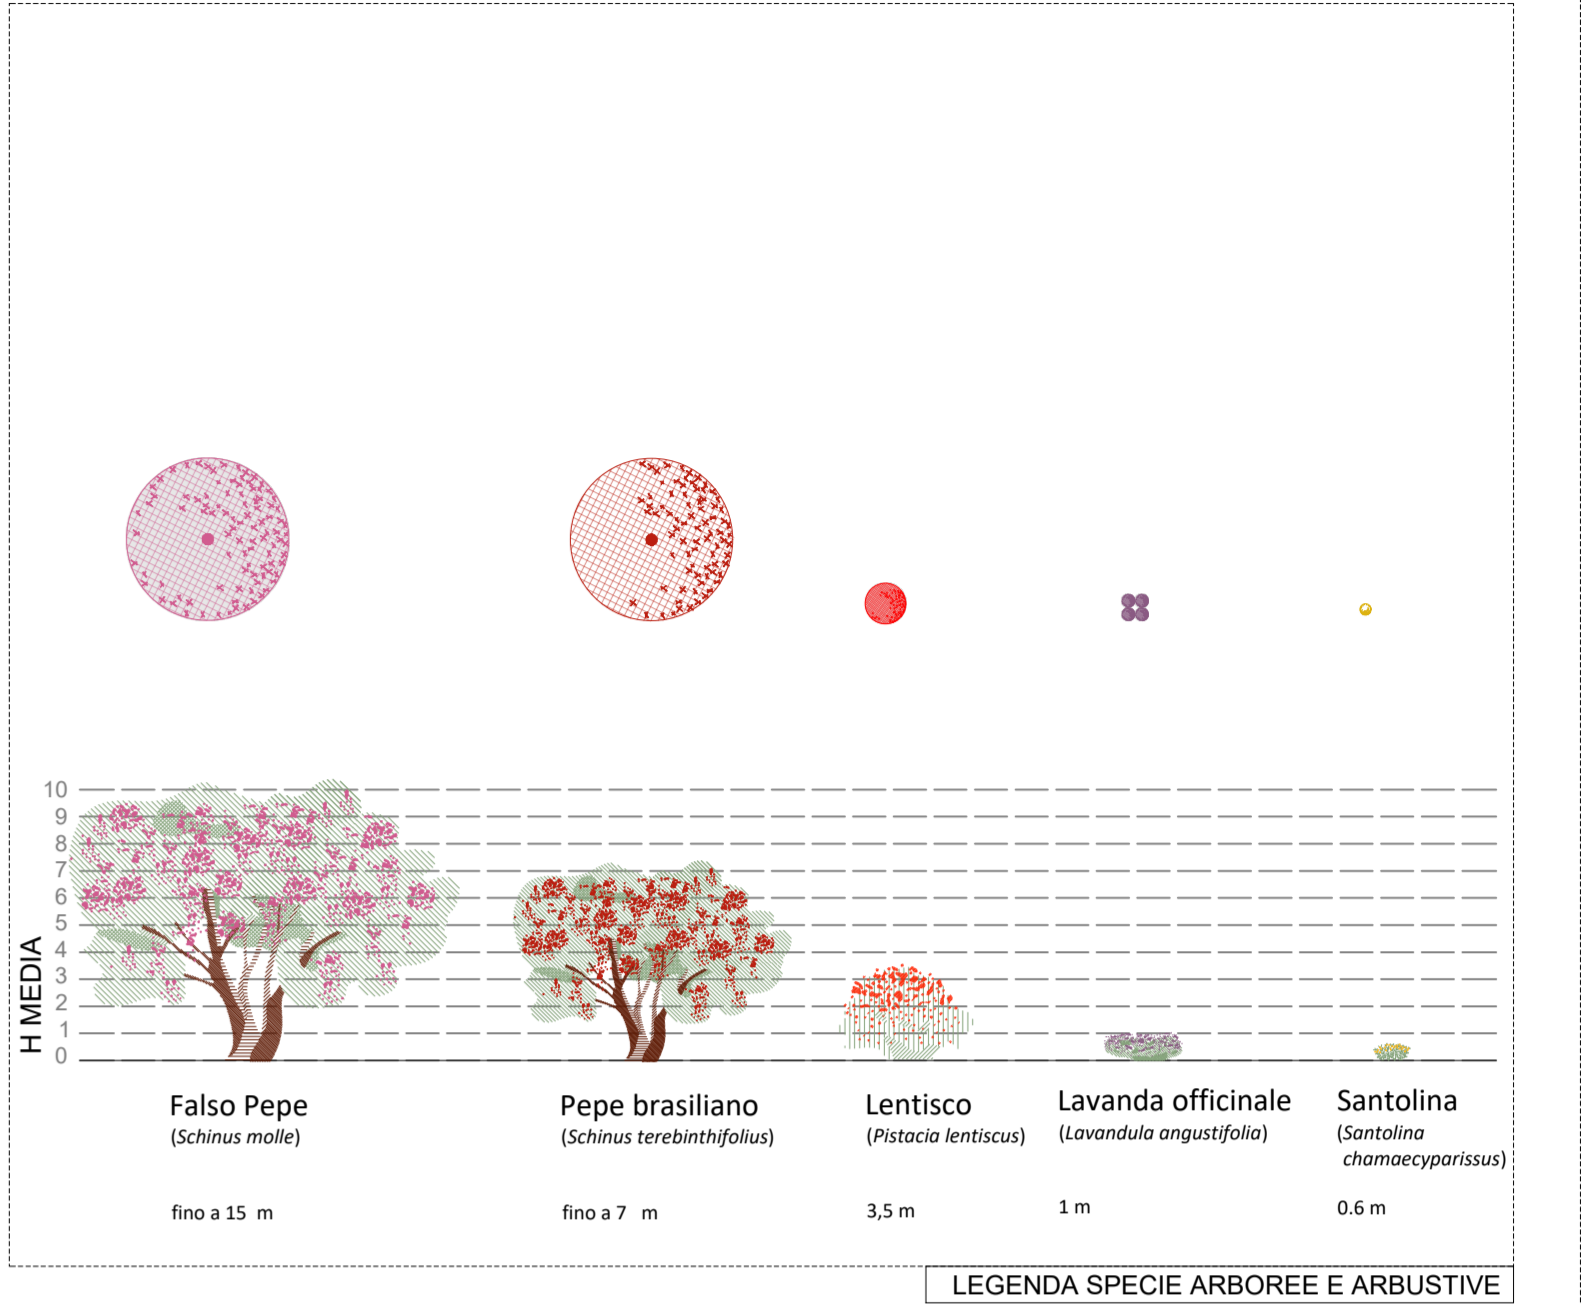 10
9
8
7
6
5
4
3
2
1
0
H MEDIA
Falso Pepe
(Schinus molle)
fino a 15 m
Pepe brasiliano
(Schinus terebinthifolius)
fino a 7 m
Lentisco
(Pistacia lentiscus)
3,5 m
Lavanda officinale
(Lavandula angustifolia)
1 m
Santolina
(Santolina
chamaecyparissus)
0.6 m
LEGENDA SPECIE ARBOREE E ARBUSTIVE